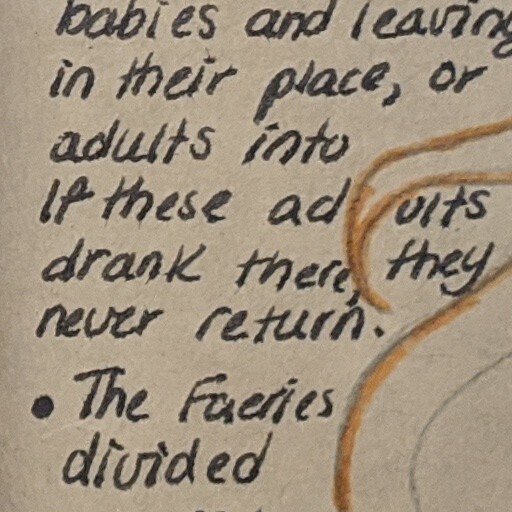 babies and leaving
in their place, or
adults into
If these adults
drank there, they
never return.
• The Faeries
divided